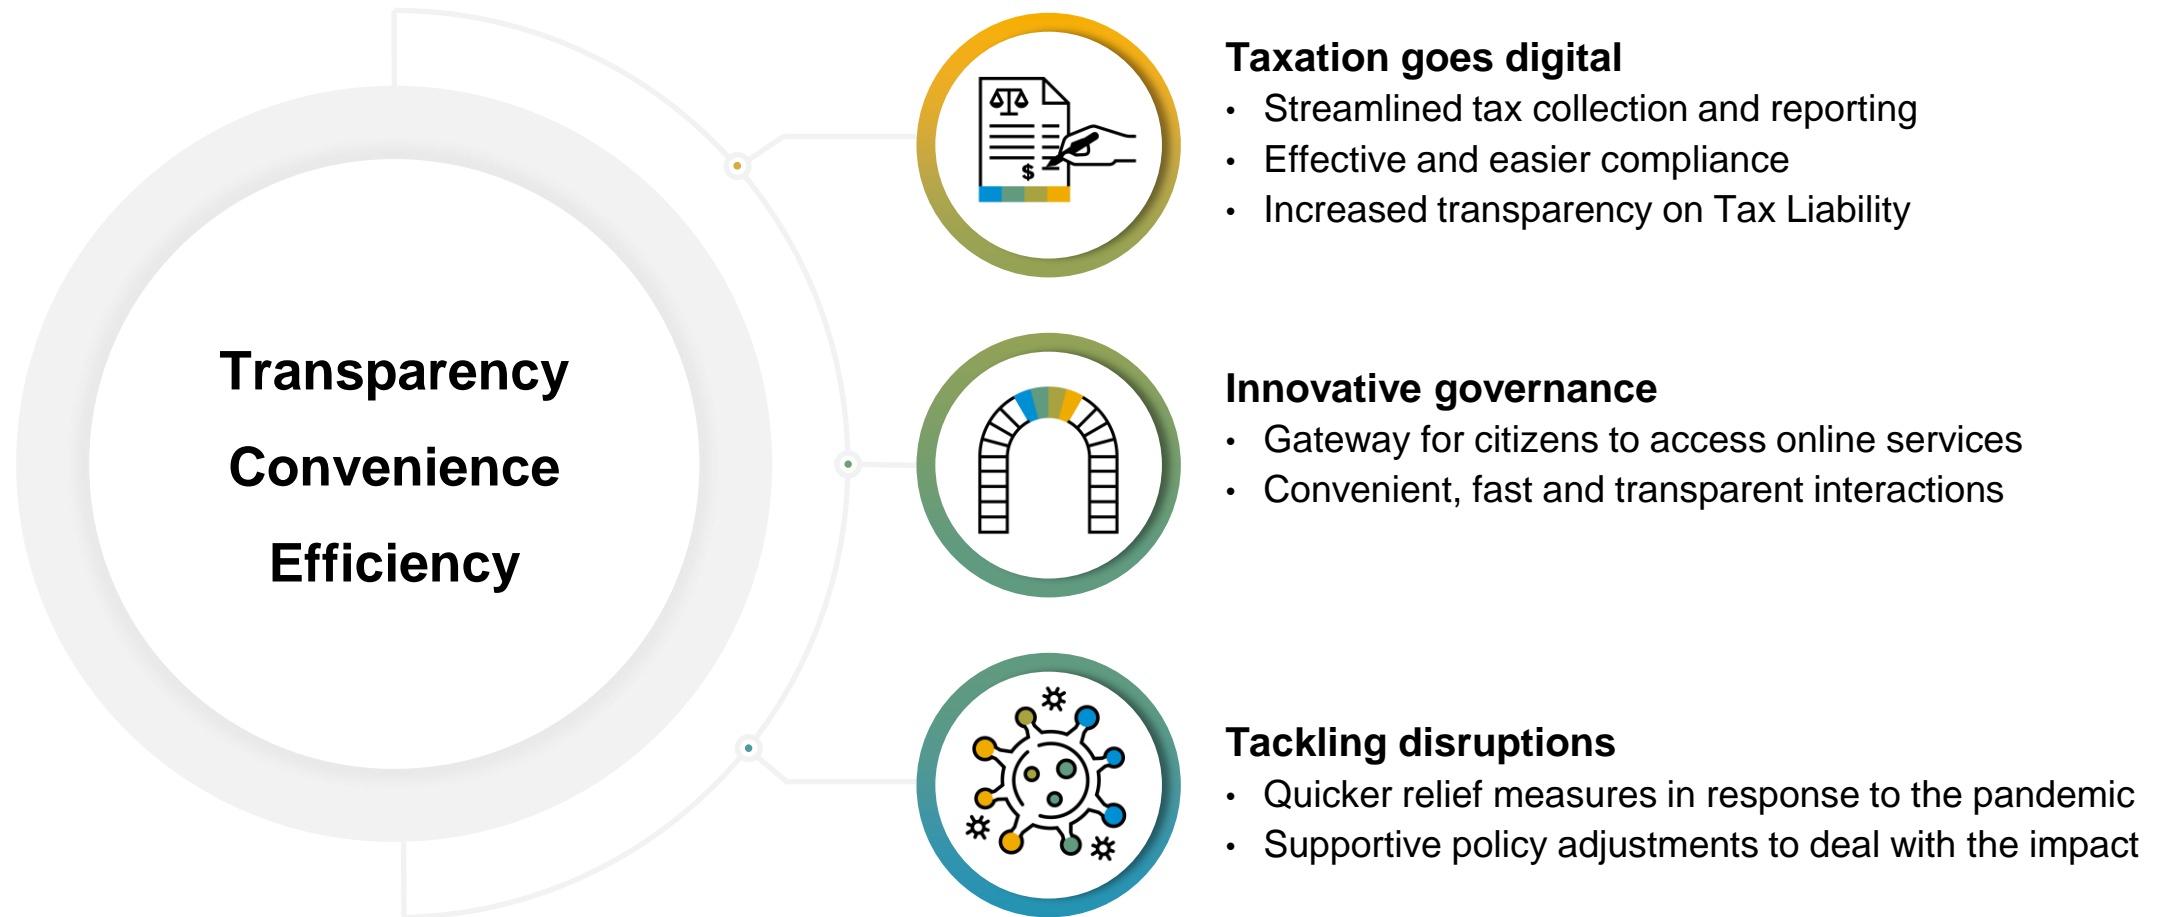 Transparency
Convenience
Efficiency
$
Taxation goes digital
• Streamlined tax collection and reporting
• Effective and easier compliance
• Increased transparency on Tax Liability
Innovative governance
• Gateway for citizens to access online services
• Convenient, fast and transparent interactions
Tackling disruptions
• Quicker relief measures in response to the pandemic
• Supportive policy adjustments to deal with the impact